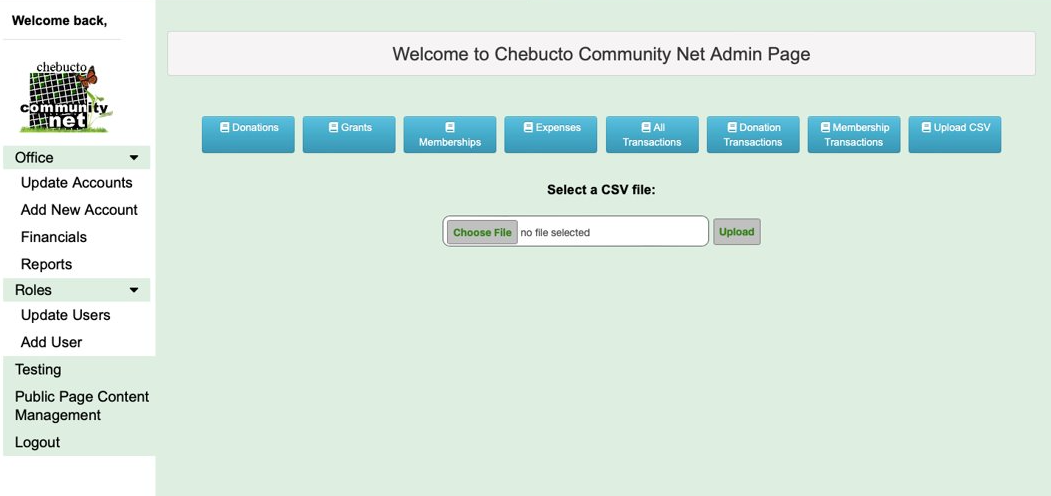 Welcome back,
chebucto
community
net
Office
Update Accounts
Add New Account
Financials
Reports
Roles
Update Users
Add User
Testing
Public Page Content
Management
Logout
Welcome to Chebucto Community Net Admin Page
Donations
Grants
Memberships
Expenses
All
Transactions
Donation
Transactions
Membership
Transactions
Upload CSV
Select a CSV file:
Choose File no file selected
Upload